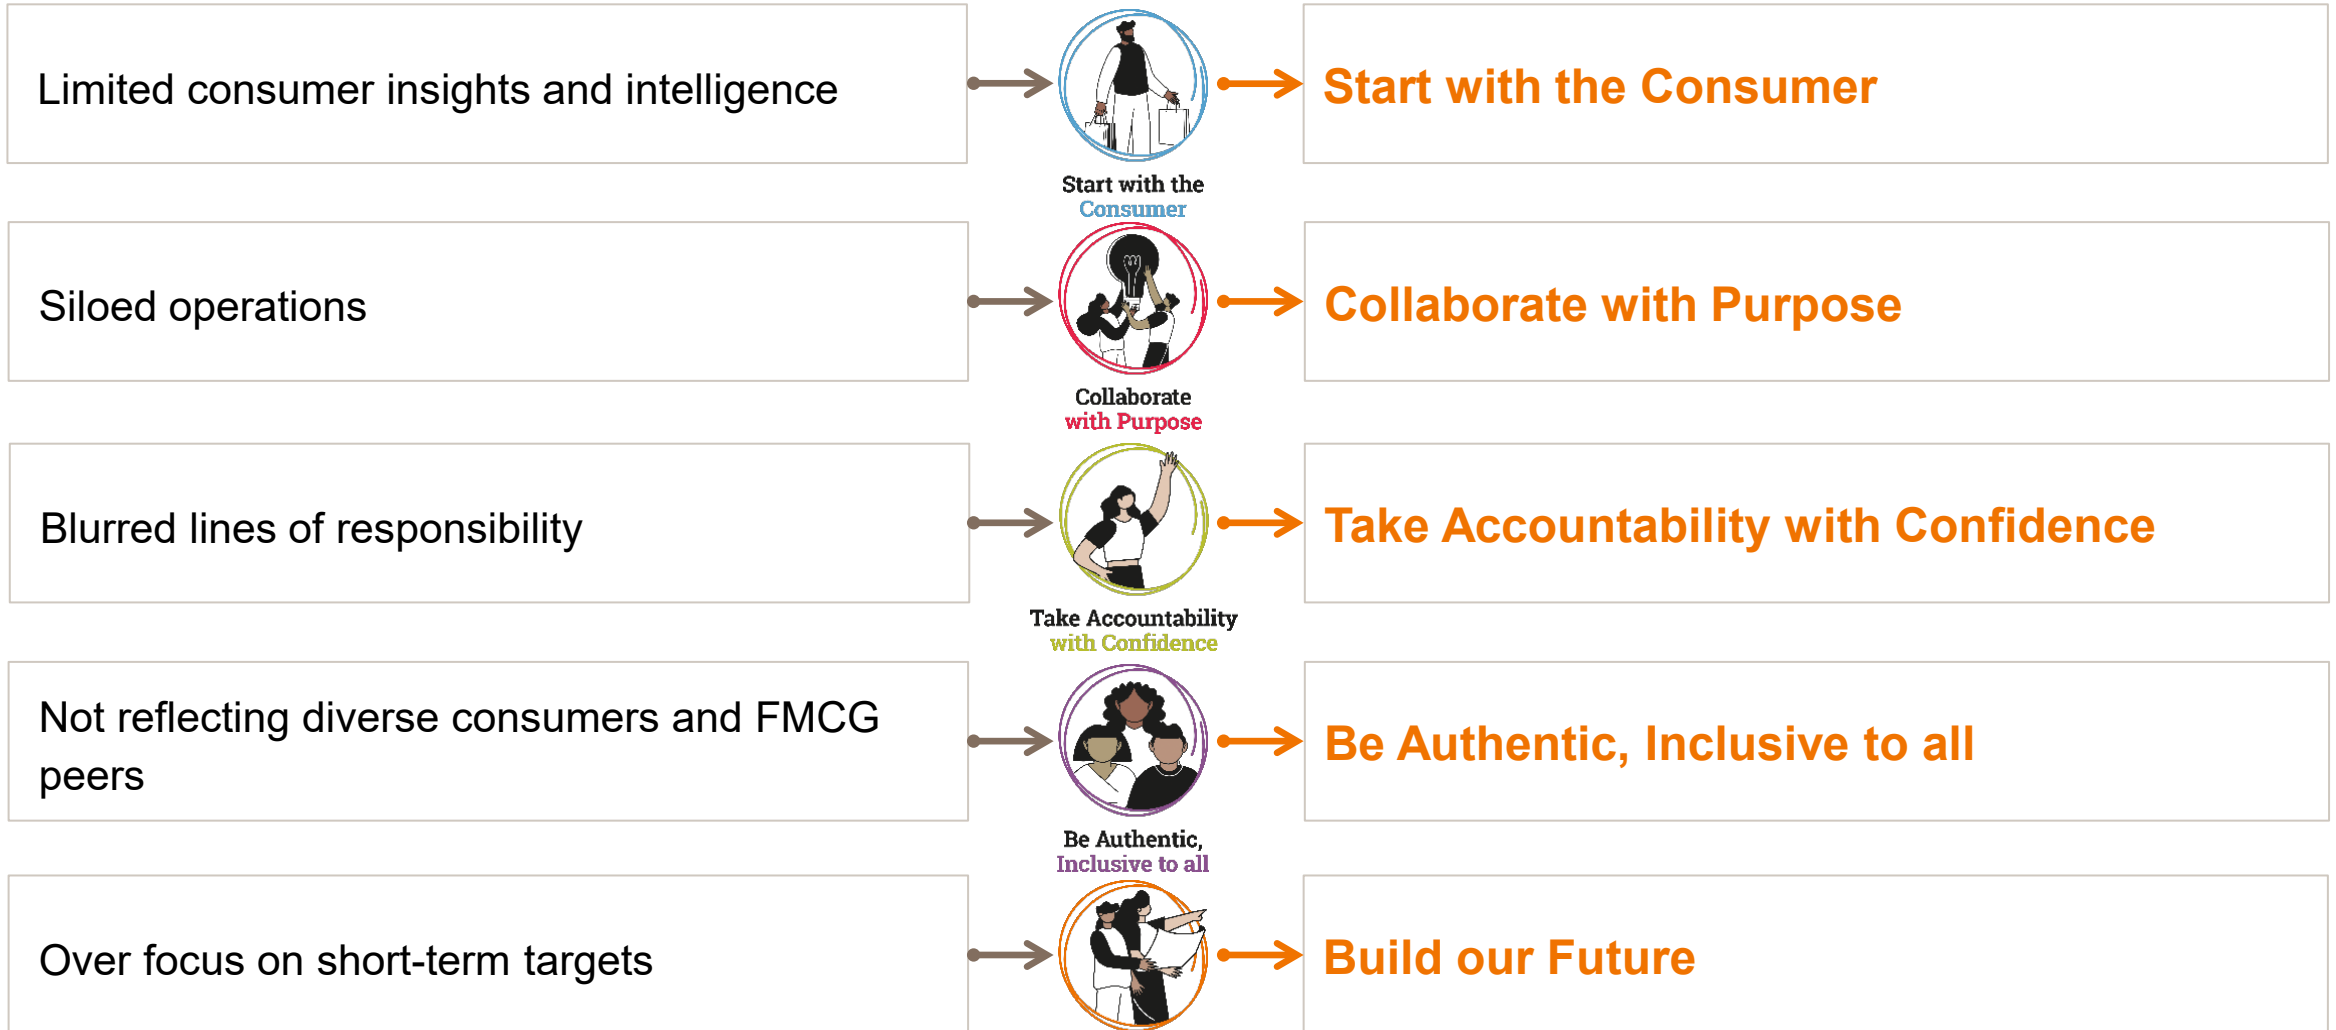 Limited consumer insights and intelligence
Start with the
Consumer
Start with the Consumer
Siloed operations
Collaborate
with Purpose
Collaborate with Purpose
Blurred lines of responsibility
Take Accountability
with Confidence
Take Accountability with Confidence
Not reflecting diverse consumers and FMCG
peers
Be Authentic,
Inclusive to all
Be Authentic, Inclusive to all
Over focus on short-term targets
Build our Future